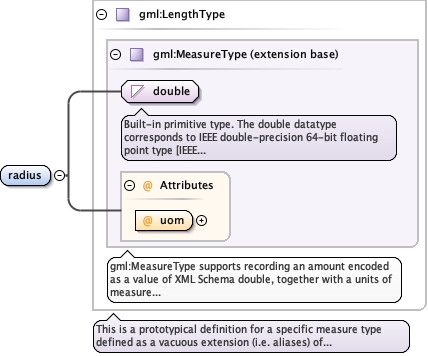 gml:LengthType
gml:MeasureType (extension base)
double
Built-in primitive type. The double datatype
corresponds to IEEE double-precision 64-bit floating
point type [IEEE...
radius
@ Attributes
@ uom
gml:MeasureType supports recording an amount encoded
as a value of XML Schema double, together with a units of
measure...
This is a prototypical definition for a specific measure type
defined as a vacuous extension (i.e. aliases) of...